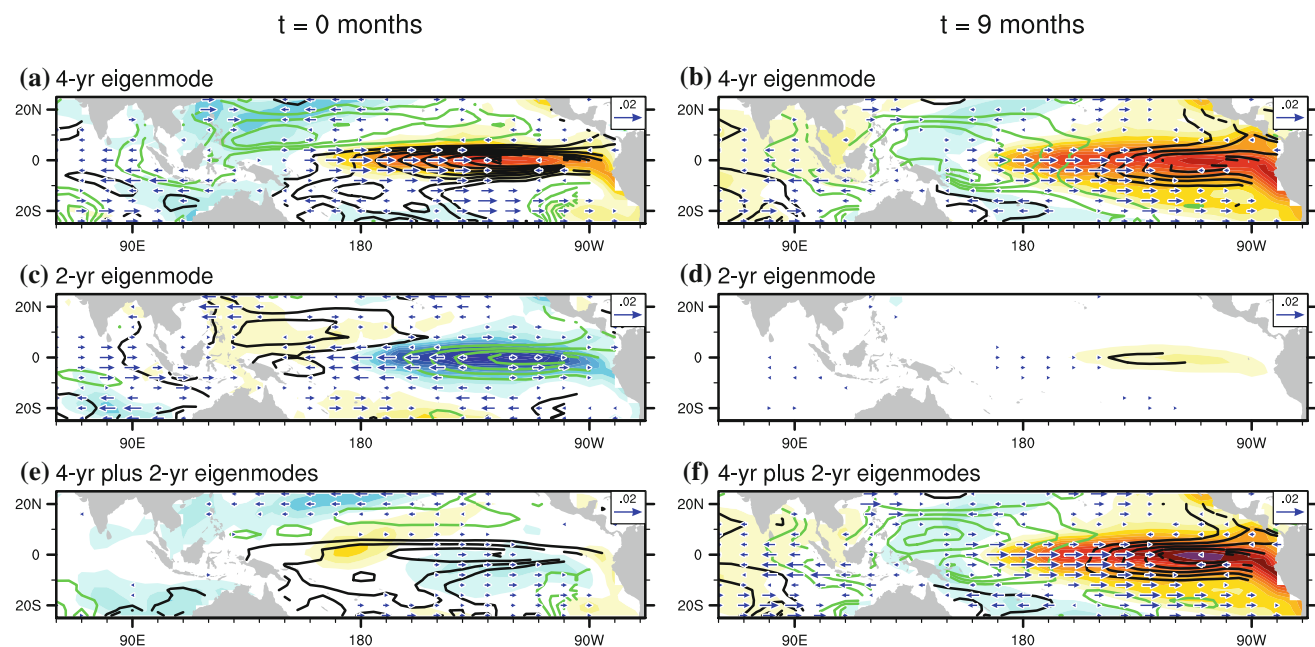 t = 0 months
t = 9 months
(a) 4-yr eigenmode
(b) 4-yr eigenmode
20N
0
20S
90E
180
90W
.02
20N
0
20S
90E
180
90W
.02
(c) 2-yr eigenmode
(d) 2-yr eigenmode
20N
0
20S
90E
180
90W
.02
20N
0
20S
90E
180
90W
.02
(e) 4-yr plus 2-yr eigenmodes
(f) 4-yr plus 2-yr eigenmodes
20N
0
20S
90E
180
90W
.02
20N
0
20S
90E
180
90W
.02